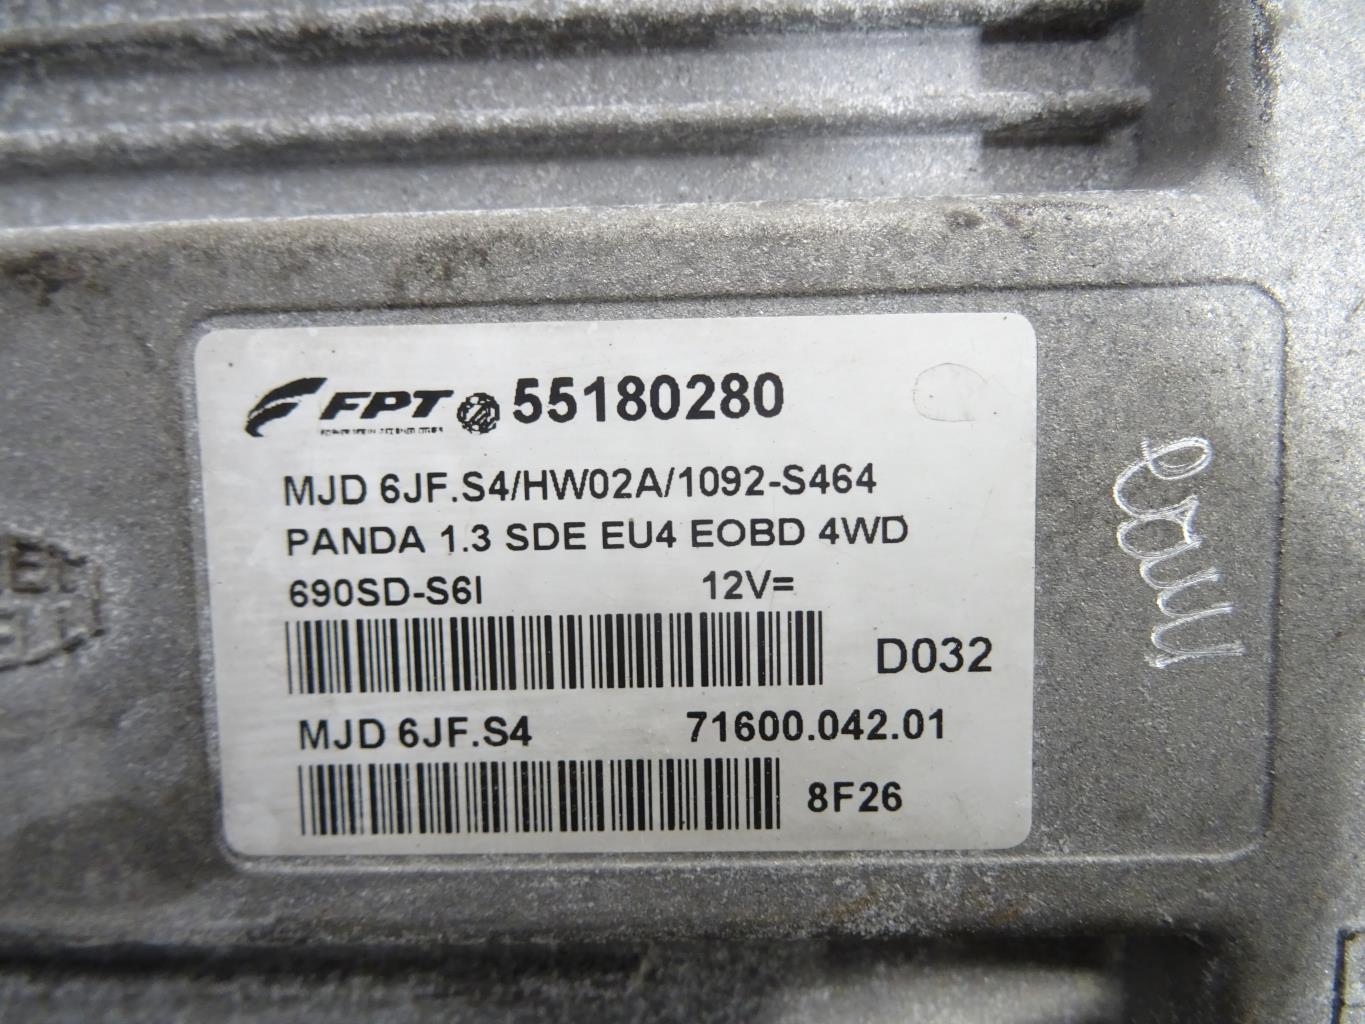 FPT 55180280
MJD 6JF.S4/HW02A/1092-S464
PANDA 1.3 SDE EU4 EOBD 4WD
690SD-S6I 12V=
D032
MJD 6JF.S4 71600.042.01
8F26